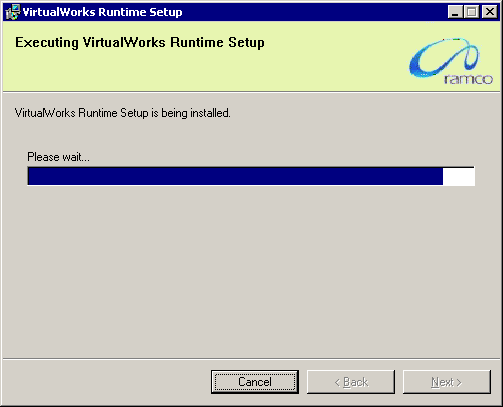 VirtualWorks Runtime Setup
Executing VirtualWorks Runtime Setup
ramco
VirtualWorks Runtime Setup is being installed.
Please wait...
Cancel
< Back
Next >